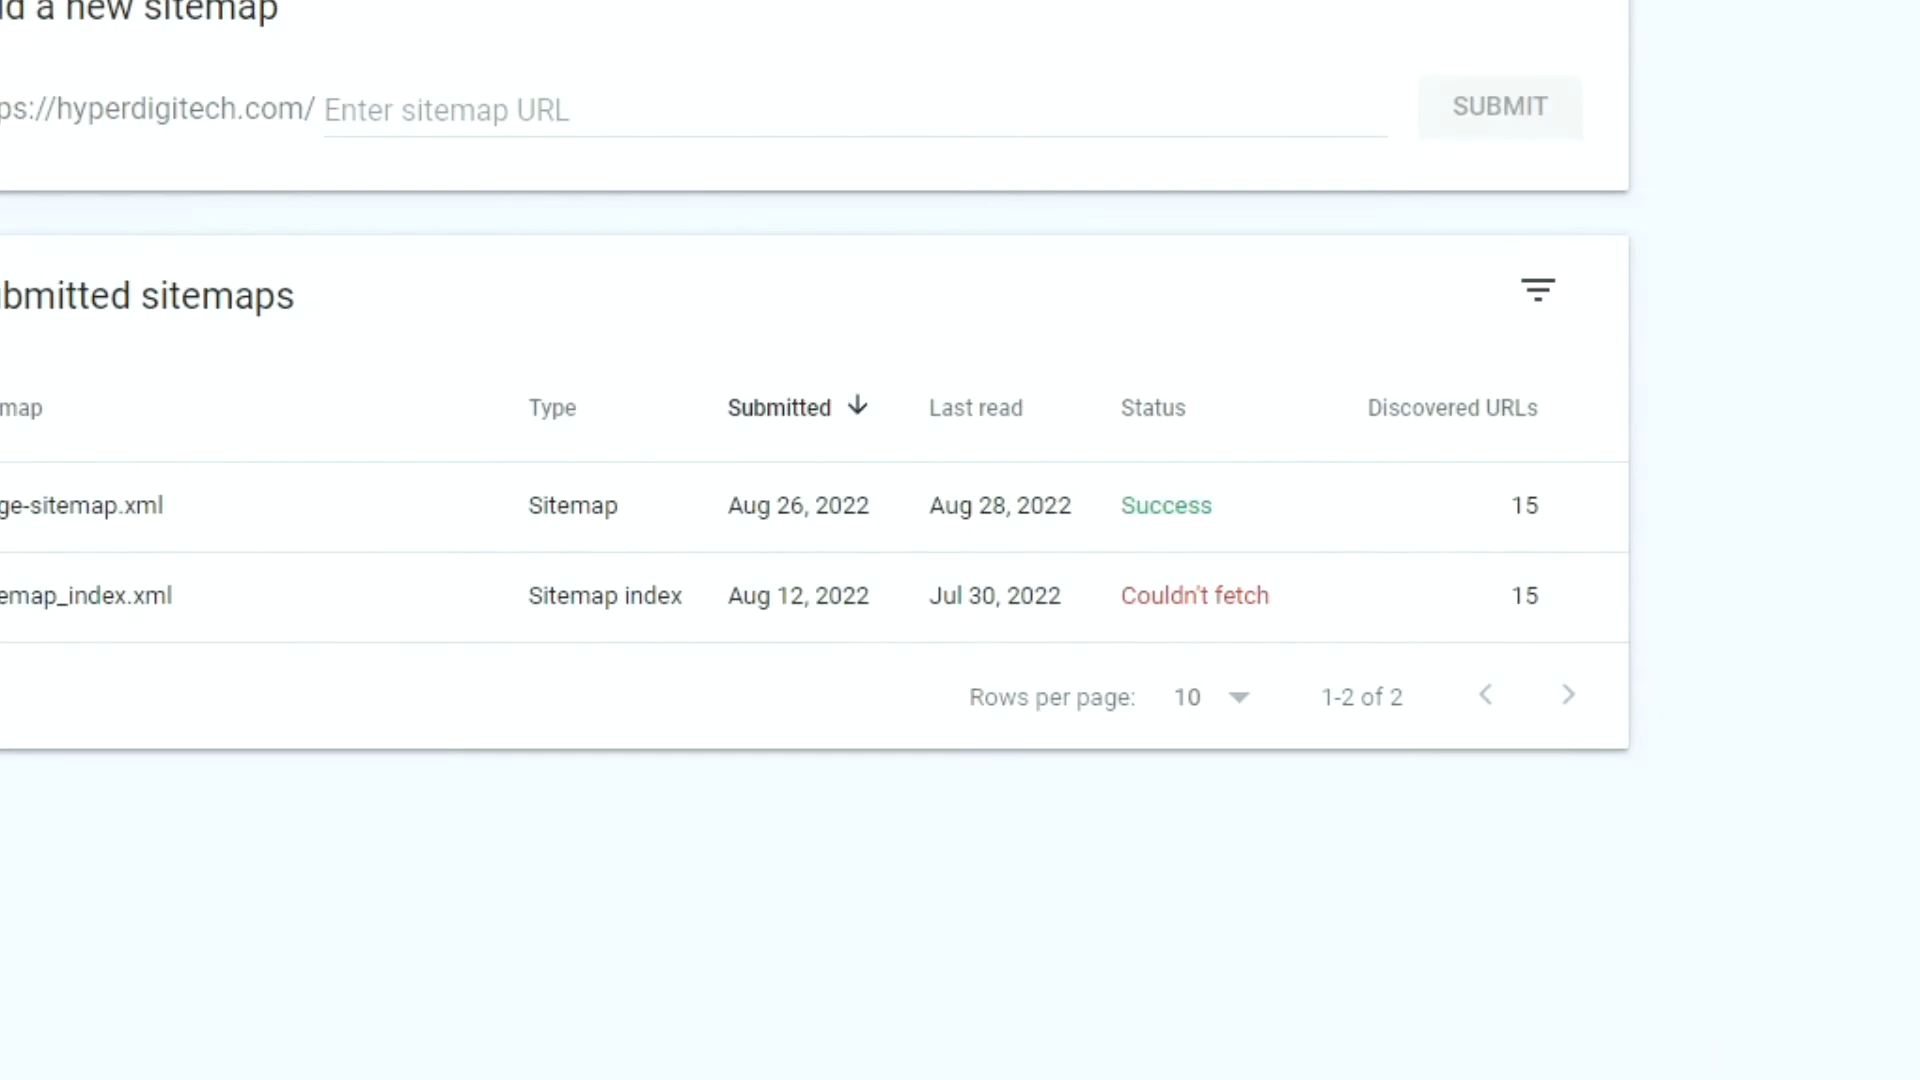 d a new sitemap
ps://hyperdigitech.com/ Enter sitemap URL
SUBMIT
bmitted sitemaps
map Type Submitted Last read Status Discovered URLs
ge-sitemap.xml Sitemap Aug 26, 2022 Aug 28, 2022 Success 15
emap_index.xml Sitemap index Aug 12, 2022 Jul 30, 2022 Couldn't fetch 15
Rows per page: 10 1-2 of 2